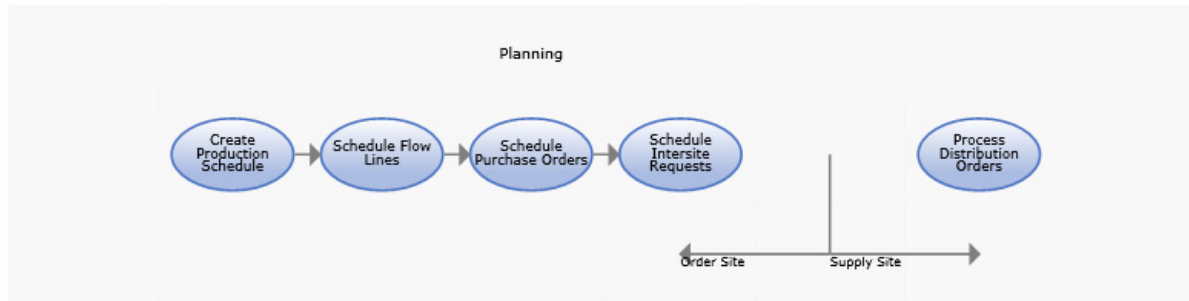 Planning
Create
Production
Schedule
Schedule Flow
Lines
Schedule
Purchase Orders
Schedule
Intersite
Requests
Process
Distribution
Orders
Order Site
Supply Site